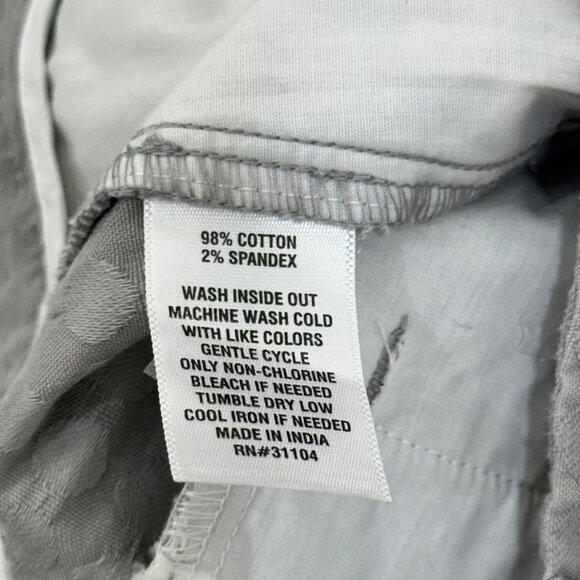 98% COTTON
2% SPANDEX
WASH INSIDE OUT
MACHINE WASH COLD
WITH LIKE COLORS
GENTLE CYCLE
ONLY NON-CHLORINE
BLEACH IF NEEDED
TUMBLE DRY LOW
COOL IRON IF NEEDED
MADE IN INDIA
RN#31104